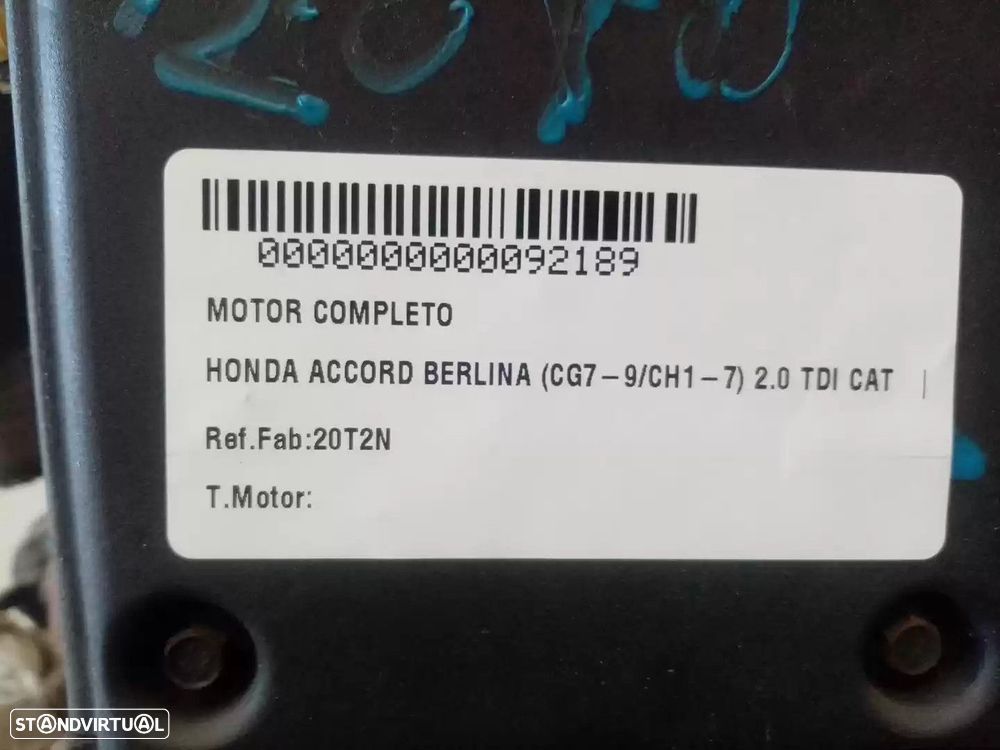 0000000000092189
MOTOR COMPLETO
HONDA ACCORD BERLINA (CG7-9/CH1-7) 2.0 TDI CAT
Ref.Fab:20T2N
T.Motor:
STANDVIRTUAL